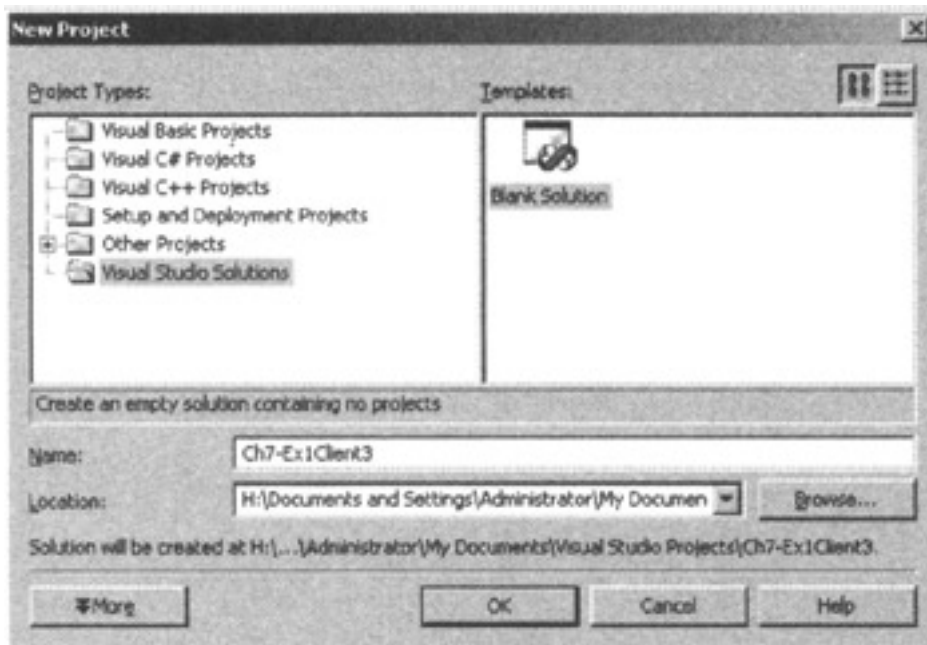 New Project
Project Types:
Templates:
Visual Basic Projects
Visual C# Projects
Visual C++ Projects
Setup and Deployment Projects
Other Projects
Visual Studio Solutions
Blank Solution
Create an empty solution containing no projects
Name:
Ch7-Ex1Client3
Location:
H:\Documents and Settings\Administrator\My Documen
Browse...
Solution will be created at H:\...\Administrator\My Documents\Visual Studio Projects\Ch7-Ex1Client3.
More
OK
Cancel
Help